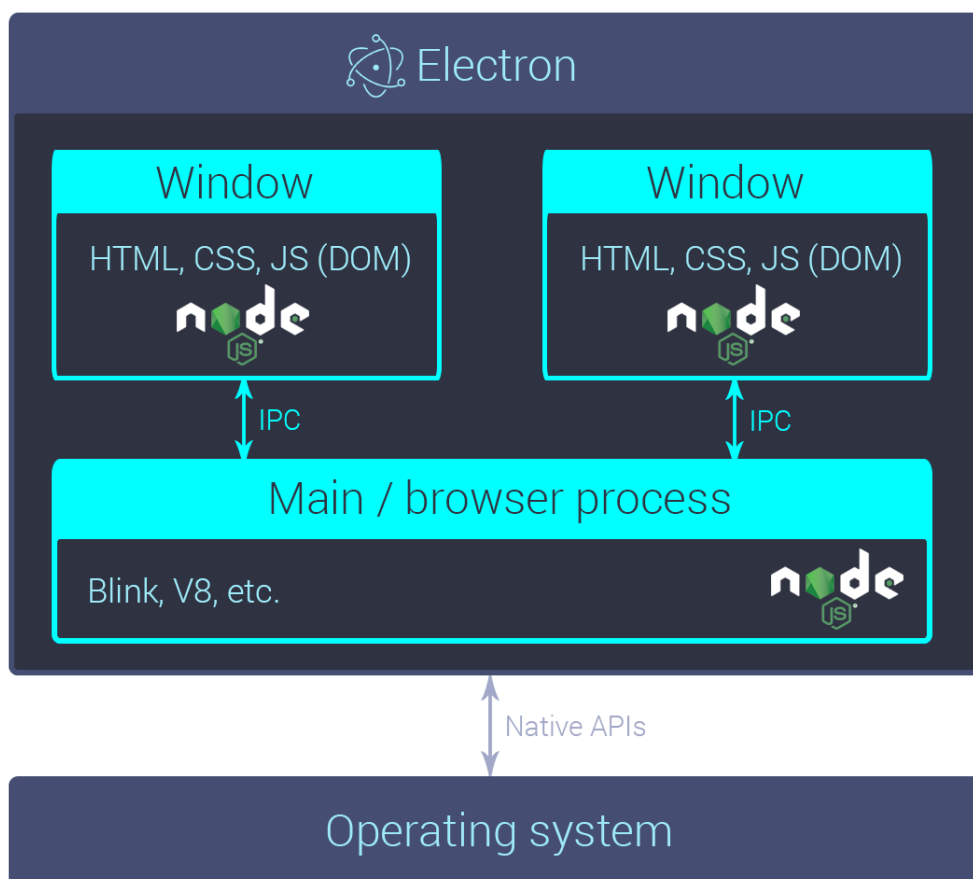 Electron
Window
Window
HTML, CSS, JS (DOM)
HTML, CSS, JS (DOM)
node
JS
node
JS
IPC
IPC
Main / browser process
Blink, V8, etc.
node
JS
Native APIs
Operating system